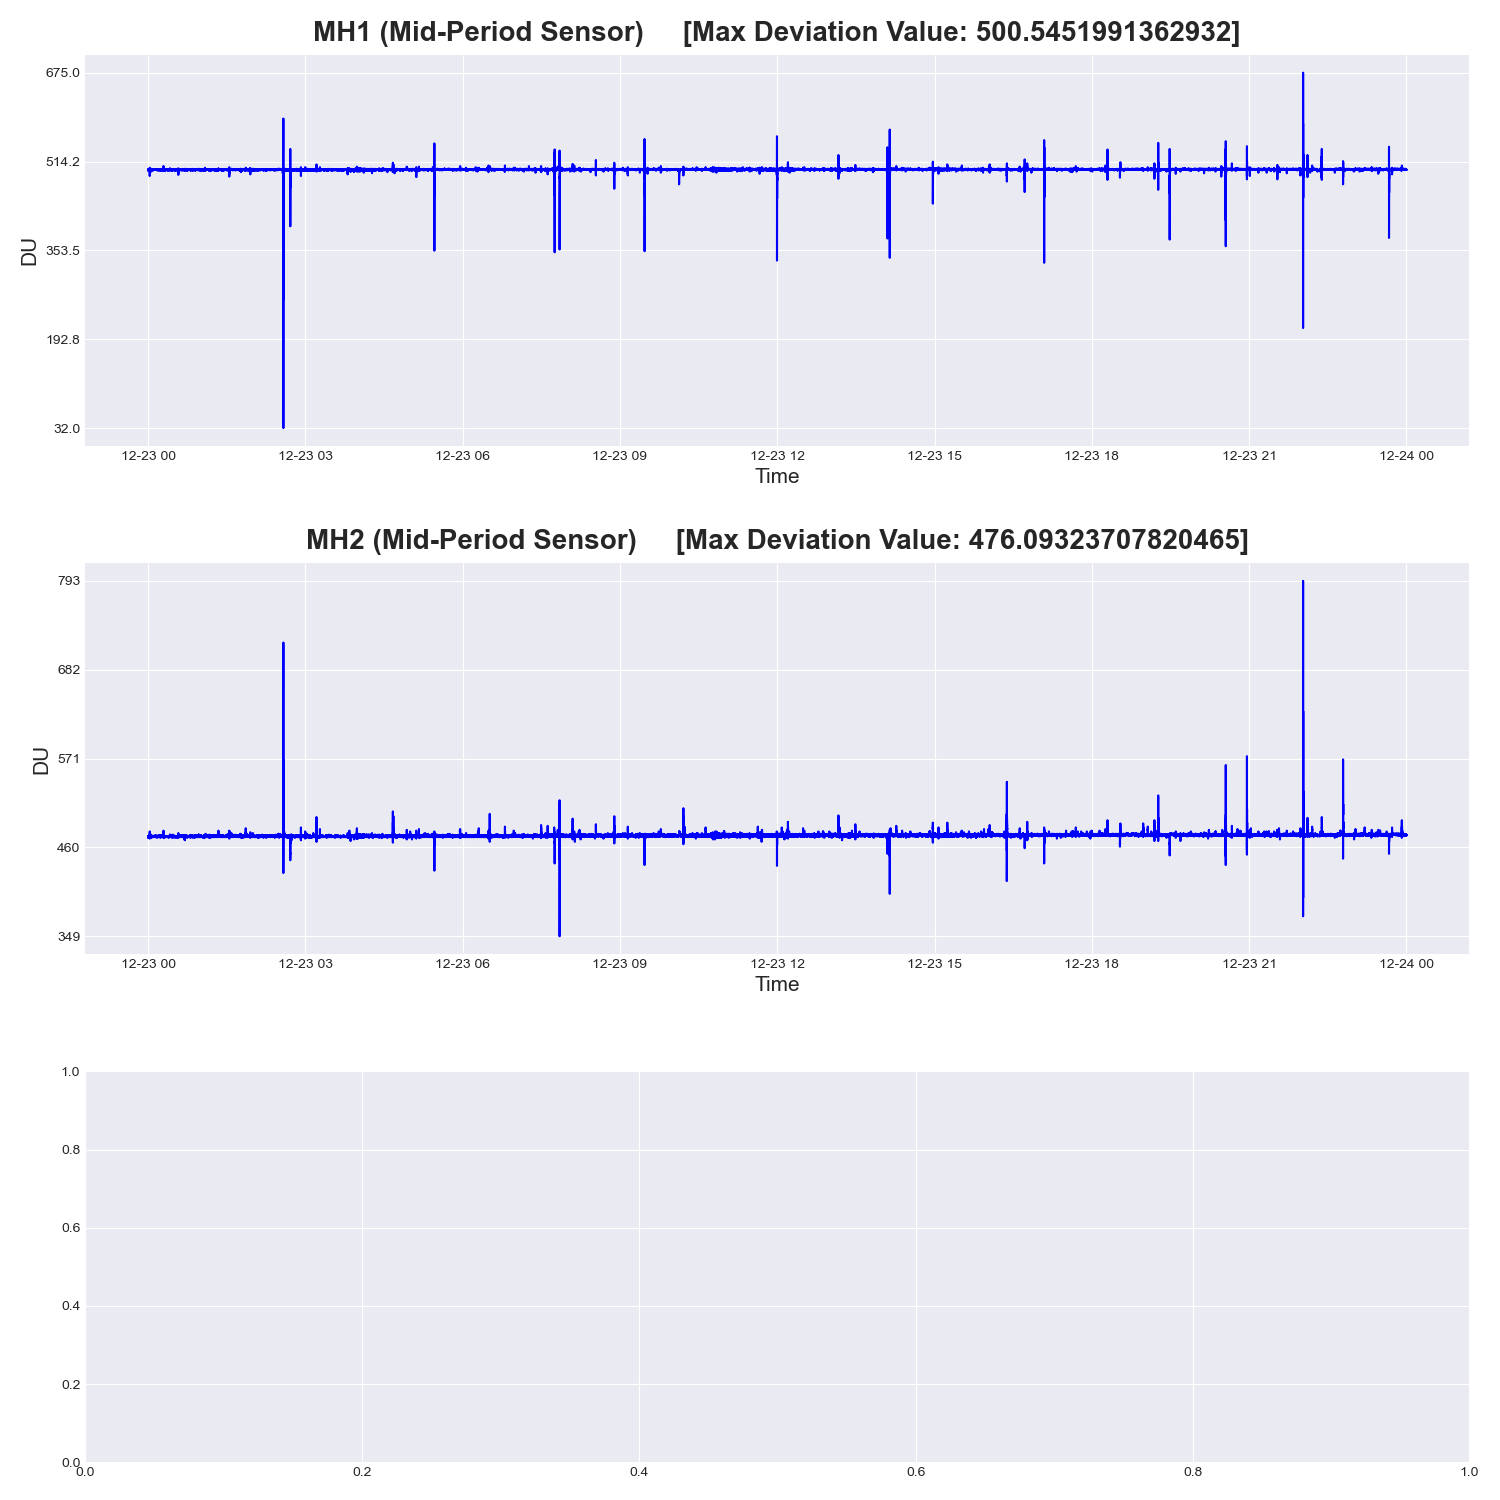 MH1 (Mid-Period Sensor) [Max Deviation Value: 500.5451991362932]
675.0
514.2
353.5
192.8
32.0
DU
12-23 00 12-23 03 12-23 06 12-23 09 12-23 12 12-23 15 12-23 18 12-23 21 12-24 00
Time
MH2 (Mid-Period Sensor) [Max Deviation Value: 476.09323707820465]
793
682
571
460
349
DU
12-23 00 12-23 03 12-23 06 12-23 09 12-23 12 12-23 15 12-23 18 12-23 21 12-24 00
Time
1.0
0.8
0.6
0.4
0.2
0.0
0.0 0.2 0.4 0.6 0.8 1.0